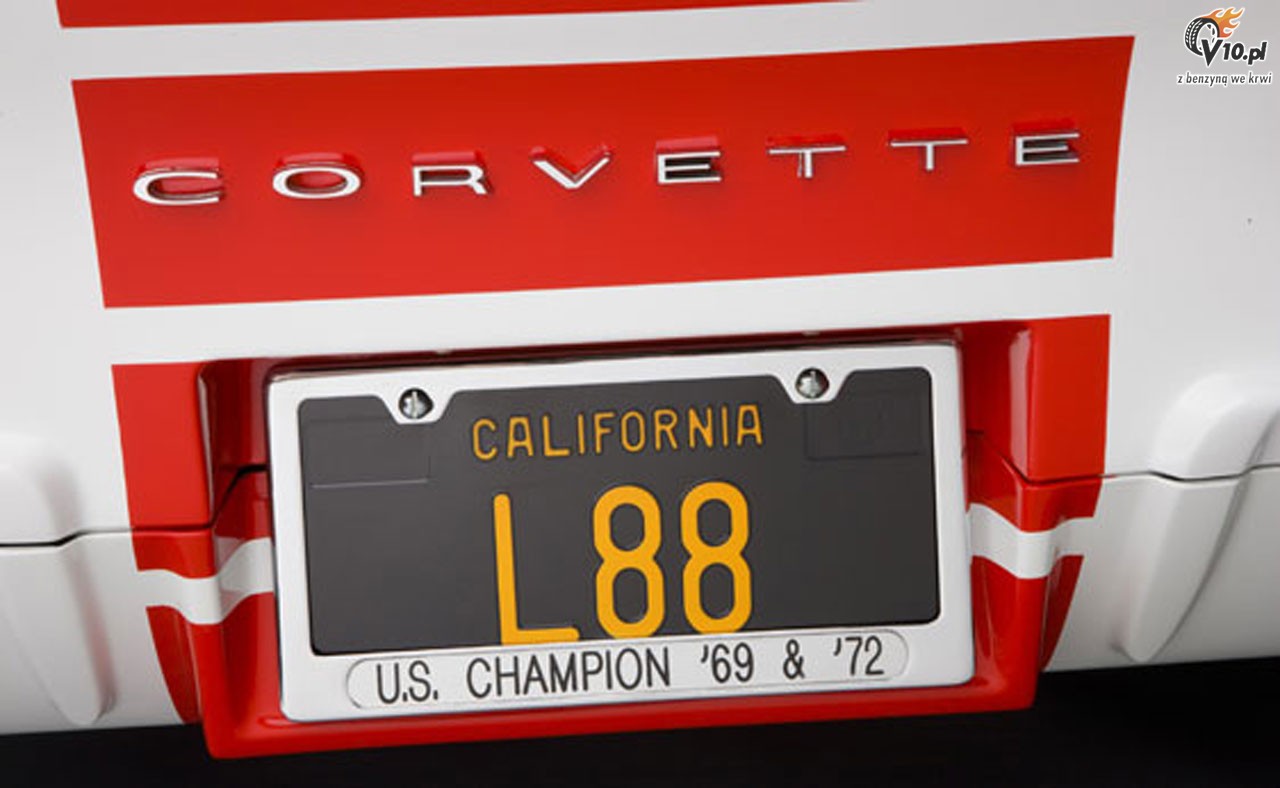 V10.pl
z benzyną we krwi
CORVETTE
CALIFORNIA
L88
U.S. CHAMPION '69 & '72